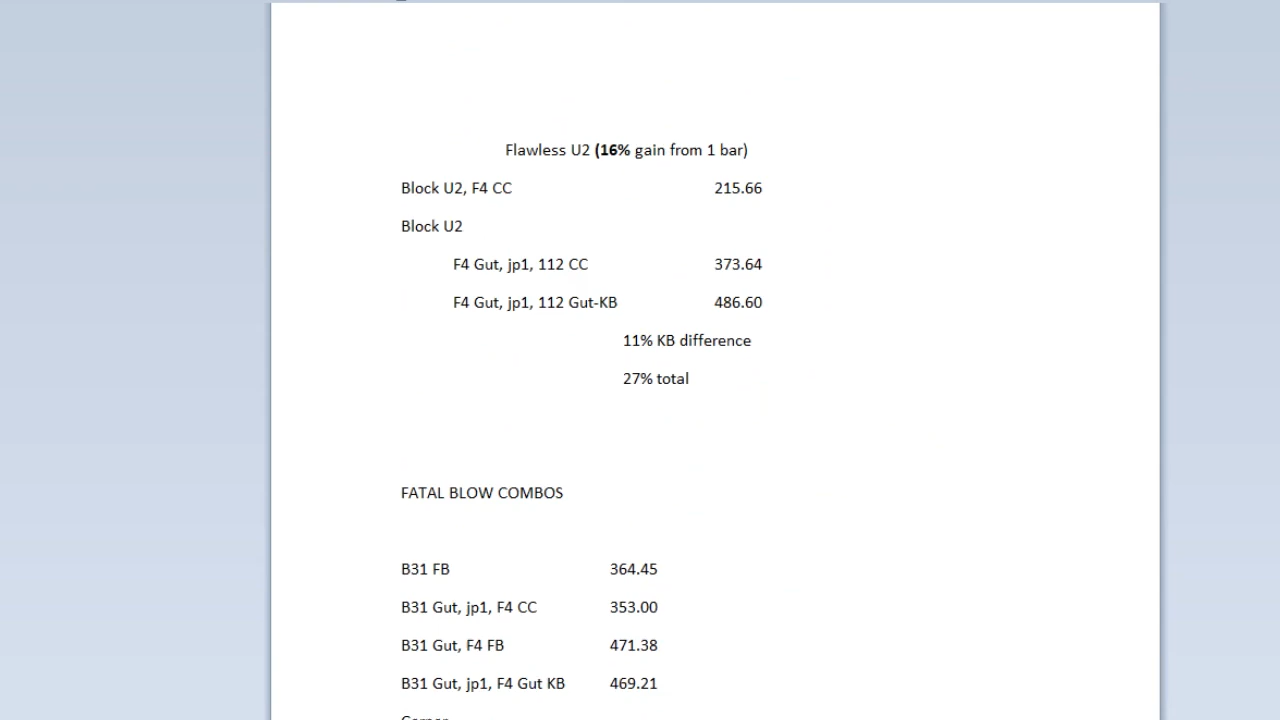 Flawless U2 (16% gain from 1 bar)
Block U2, F4 CC 215.66
Block U2
F4 Gut, jp1, 112 CC 373.64
F4 Gut, jp1, 112 Gut-KB 486.60
11% KB difference
27% total
FATAL BLOW COMBOS
B31 FB 364.45
B31 Gut, jp1, F4 CC 353.00
B31 Gut, F4 FB 471.38
B31 Gut, jp1, F4 Gut KB 469.21